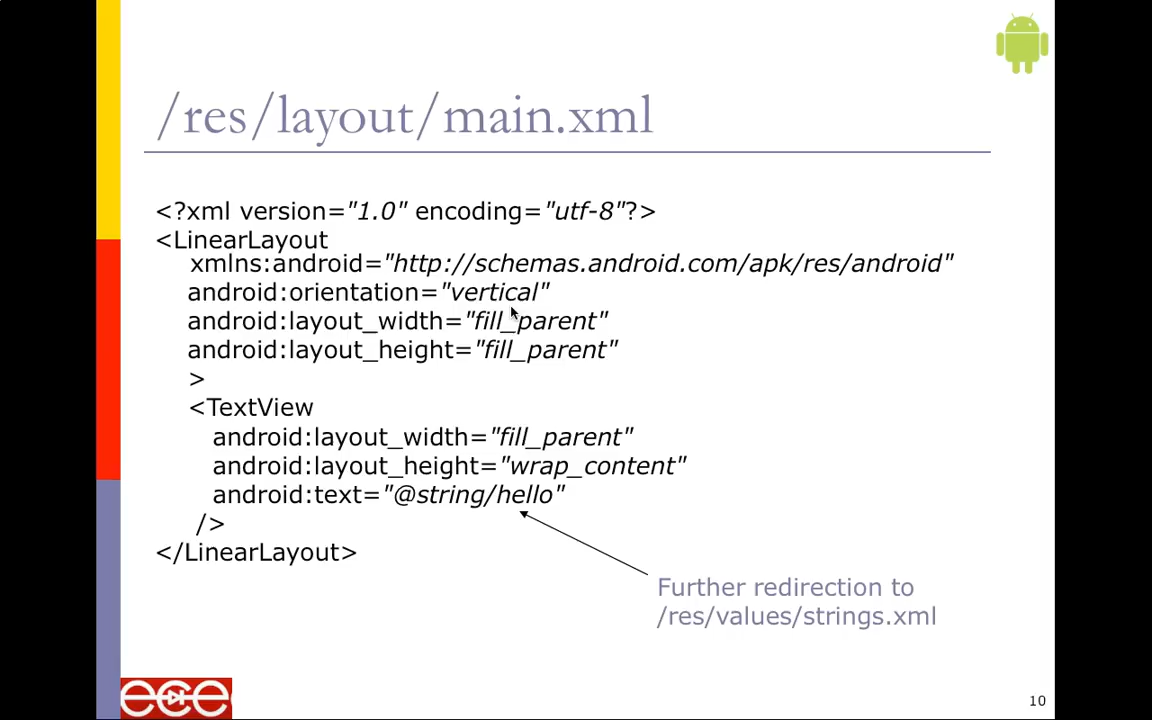 /res/layout/main.xml
<?xml version="1.0" encoding="utf-8"?>
<LinearLayout
xmlns:android="http://schemas.android.com/apk/res/android"
android:orientation="vertical"
android:layout_width="fill_parent"
android:layout_height="fill_parent"
>
<TextView
android:layout_width="fill_parent"
android:layout_height="wrap_content"
android:text="@string/hello"
/>
</LinearLayout>
Further redirection to
/res/values/strings.xml
ece
10